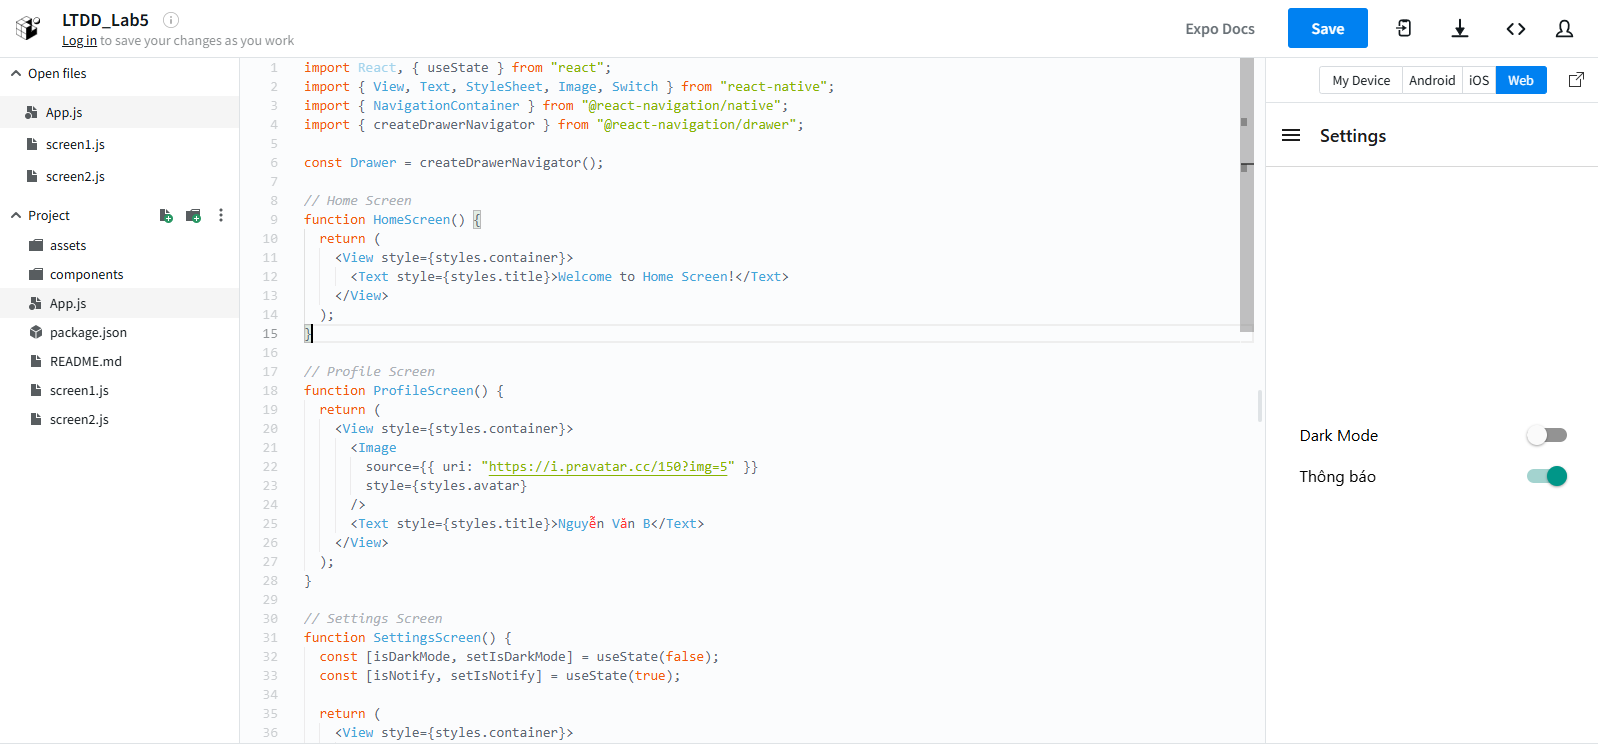 LTDD_Lab5
Log in to save your changes as you work
Expo Docs
Save
Open files
App.js
screen1.js
screen2.js
Project
assets
components
App.js
package.json
README.md
screen1.js
screen2.js
1 import React, { useState } from "react";
2 import { View, Text, StyleSheet, Image, Switch } from "react-native";
3 import { NavigationContainer } from "@react-navigation/native";
4 import { createDrawerNavigator } from "@react-navigation/drawer";
5
6 const Drawer = createDrawerNavigator();
7
8 // Home Screen
9 function HomeScreen() {
10   return (
11     <View style={styles.container}>
12       <Text style={styles.title}>Welcome to Home Screen!</Text>
13     </View>
14   );
15 }
16
17 // Profile Screen
18 function ProfileScreen() {
19   return (
20     <View style={styles.container}>
21       <Image
22         source={{ uri: "https://i.pravatar.cc/150?img=5" }}
23         style={styles.avatar}
24       />
25       <Text style={styles.title}>Nguyễn Văn B</Text>
26     </View>
27   );
28 }
29
30 // Settings Screen
31 function SettingsScreen() {
32   const [isDarkMode, setIsDarkMode] = useState(false);
33   const [isNotify, setIsNotify] = useState(true);
34
35   return (
36     <View style={styles.container}>
My Device Android iOS Web
Settings
Dark Mode
Thông báo